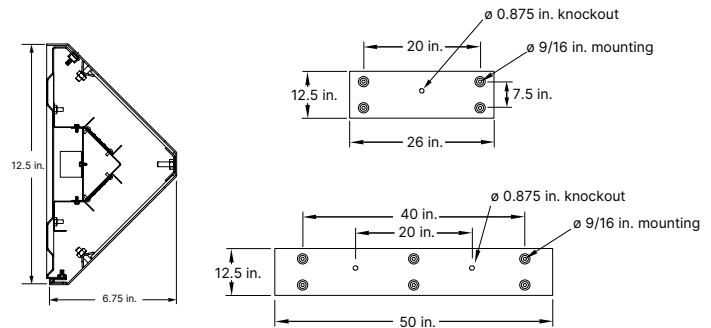 ø 0.875 in. knockout
20 in.
ø 9/16 in. mounting
12.5 in.
7.5 in.
26 in.
12.5 in.
6.75 in.
ø 0.875 in. knockout
40 in.
ø 9/16 in. mounting
20 in.
12.5 in.
50 in.